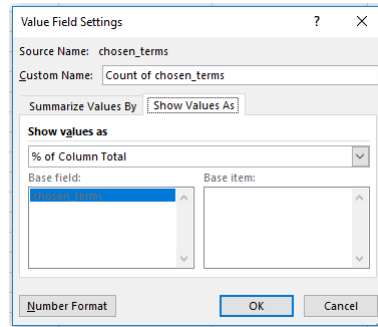 Value Field Settings ? ×
Source Name: chosen_terms
Custom Name: Count of chosen_terms
Summarize Values By Show Values As
Show values as
% of Column Total
Base field: Base item:
chosen_terms
Number Format OK Cancel